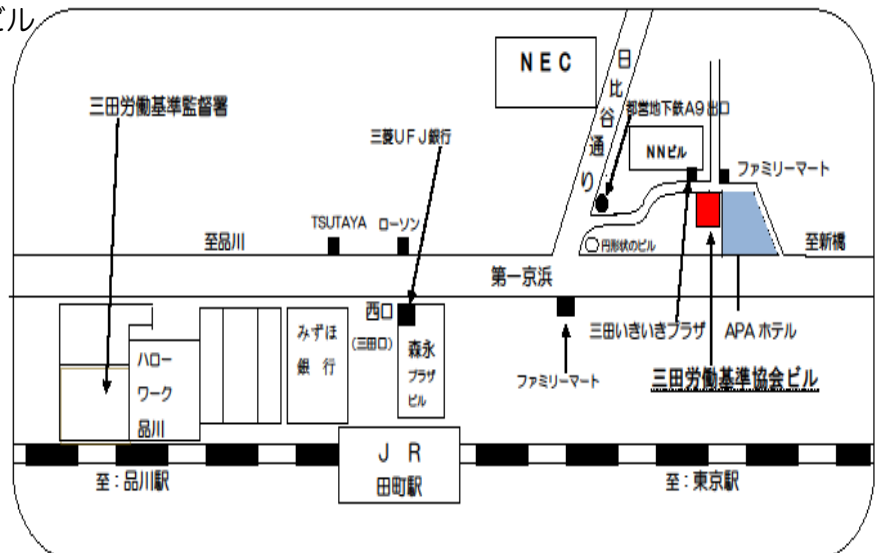 ビル
NEC
日比谷通り
都営地下鉄A9出口
三田労働基準監督署
三菱UFJ銀行
NNビル
ファミリーマート
TSUTAYA ローソン
至品川
円形状のビル
至新橋
第一京浜
西口
(三田口)
みずほ
銀行
森永
プラザ
ビル
三田いきいきプラザ
APAホテル
ファミリーマート
三田労働基準協会ビル
ハロー
ワーク
品川
JR
田町駅
至:品川駅
至:東京駅